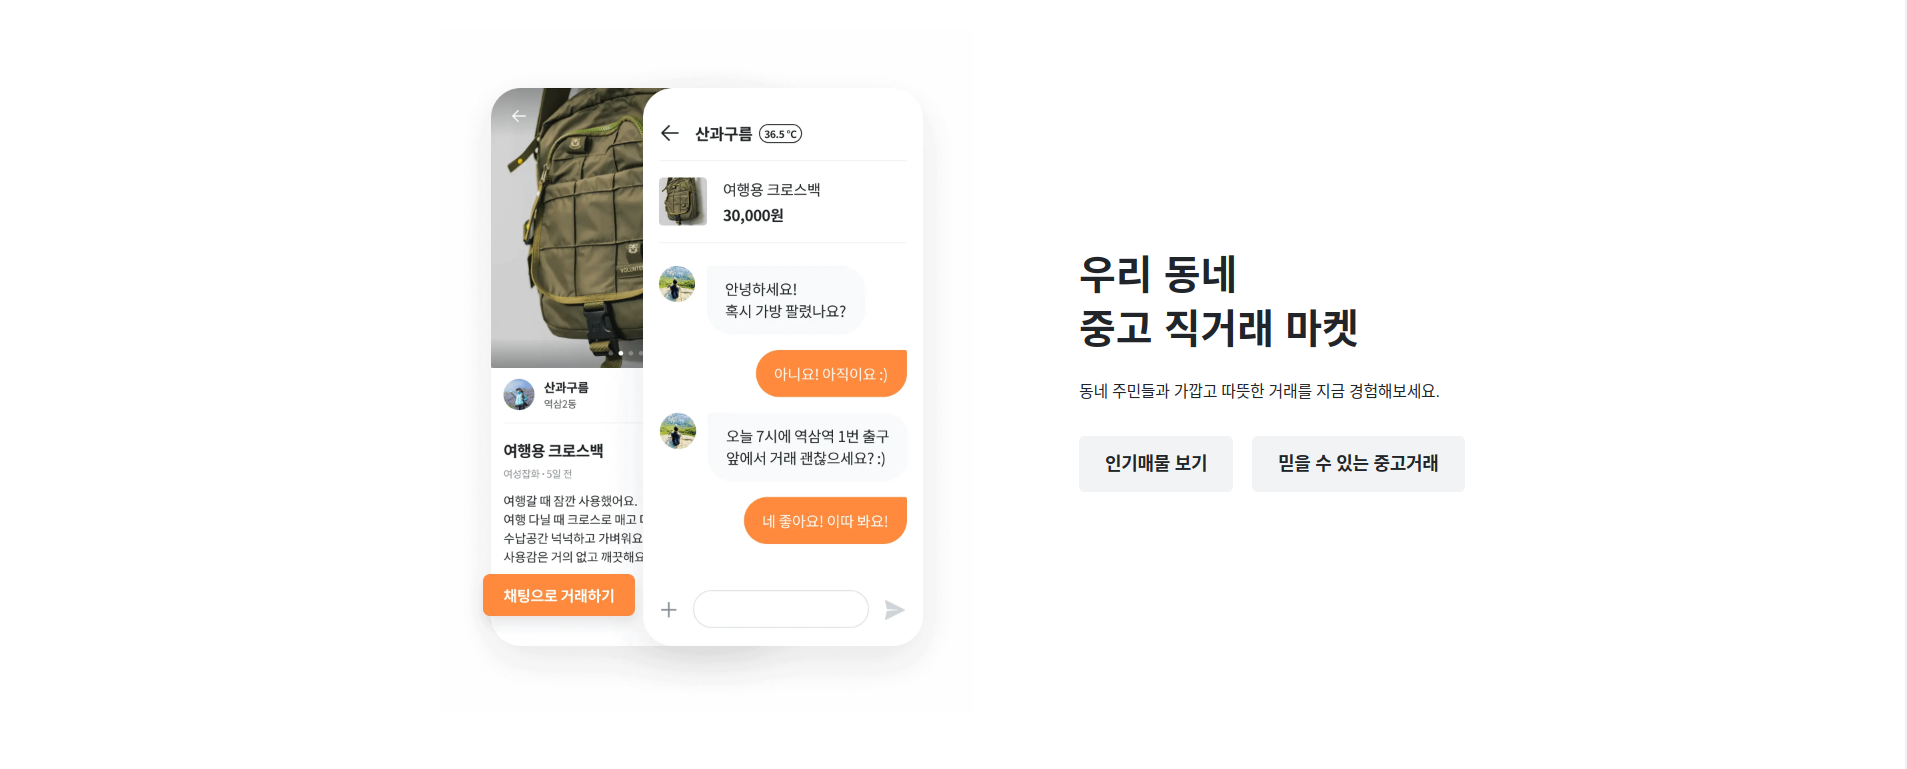 VOLUNTEER
산과구름
역삼2동
여행용 크로스백
여성잡화 • 5일 전
여행갈 때 잠깐 사용했어요.
여행 다닐 때 크로스로 매고
수납공간 넉넉하고 가벼워요
사용감은 거의 없고 깨끗해요
채팅으로 거래하기
산과구름 36.5 °C
여행용 크로스백
30,000원
안녕하세요!
혹시 가방 팔렸나요?
아니요! 아직이요 :)
오늘 7시에 역삼역 1번 출구
앞에서 거래 괜찮으세요? :)
네 좋아요! 이따 봐요!
우리 동네
중고 직거래 마켓
동네 주민들과 가깝고 따뜻한 거래를 지금 경험해보세요.
인기매물 보기
믿을 수 있는 중고거래